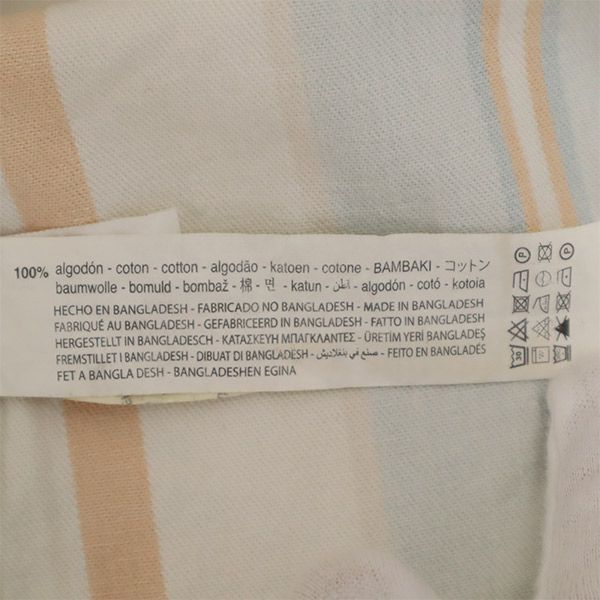 100% algodón - coton - cotton - algodão - katoen - cotone - BAMBAKI - コットン
baumwolle - bomuld - bombaž - 棉 - 면 - katun - قطن - algodón - cotó - kotoia
HECHO EN BANGLADESH - FABRICADO NO BANGLADESH - MADE IN BANGLADESH
FABRIQUÉ AU BANGLADESH - GEFABRICEERD IN BANGLADESH - FATTO IN BANGLADESH
HERGESTELLT IN BANGLADESCH - ΚΑΤΑΣΚΕΥΗ ΜΠΑΓΚΛΑΝΤΕΣ - ÜRETİM YERİ BANGLADEŞ
FREMSTILLET I BANGLADESH - DIBUAT DI BANGLADESH - صنع في بنغلاديش - FEITO EN BANGLADÉS
FET A BANGLA DESH - BANGLADESHEN EGINA